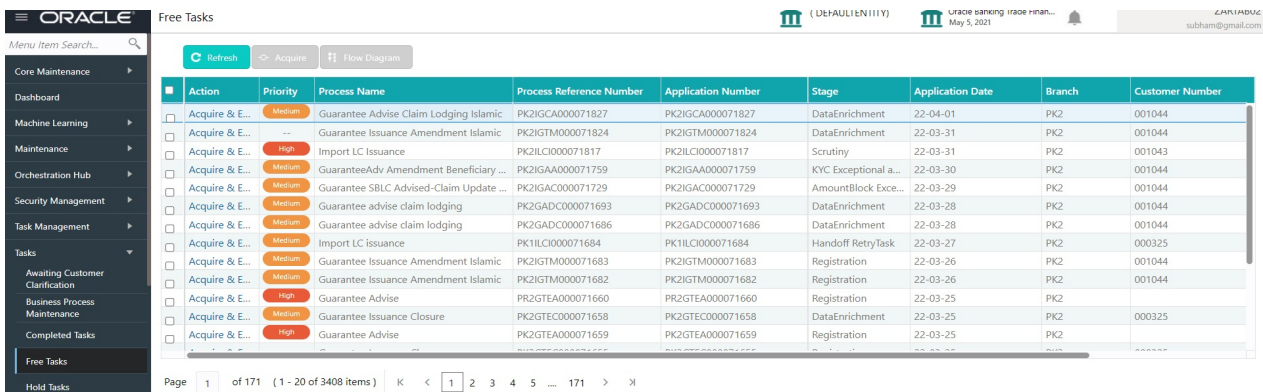 ORACLE
Free Tasks
( DEFAULTENTITY)
Oracle Banking Trade Finan...
May 5, 2021
ZARTAB02
subham@gmail.com
Menu Item Search...
Refresh Acquire Flow Diagram
Core Maintenance
Dashboard
Machine Learning
Maintenance
Orchestration Hub
Security Management
Task Management
Tasks
Awaiting Customer
Clarification
Business Process
Maintenance
Completed Tasks
Free Tasks
Hold Tasks
Action Priority Process Name Process Reference Number Application Number Stage Application Date Branch Customer Number
Acquire & E... Medium Guarantee Advise Claim Lodging Islamic PK2IGCA000071827 PK2IGCA000071827 DataEnrichment 22-04-01 PK2 001044
Acquire & E... -- Guarantee Issuance Amendment Islamic PK2IGTM000071824 PK2IGTM000071824 DataEnrichment 22-03-31 PK2 001044
Acquire & E... High Import LC Issuance PK2ILCI000071817 PK2ILCI000071817 Scrutiny 22-03-31 PK2 001043
Acquire & E... Medium GuaranteeAdv Amendment Beneficiary ... PK2IGAA000071759 PK2IGAA000071759 KYC Exceptional a... 22-03-30 PK2 001044
Acquire & E... Medium Guarantee SBLC Advised-Claim Update ... PK2IGAC000071729 PK2IGAC000071729 AmountBlock Exce... 22-03-29 PK2 001044
Acquire & E... Medium Guarantee advise claim lodging PK2GADC000071693 PK2GADC000071693 DataEnrichment 22-03-28 PK2 001044
Acquire & E... Medium Guarantee advise claim lodging PK2GADC000071686 PK2GADC000071686 DataEnrichment 22-03-28 PK2 001044
Acquire & E... Medium Import LC issuance PK1ILCI000071684 PK1ILCI000071684 Handoff RetryTask 22-03-27 PK2 000325
Acquire & E... Medium Guarantee Issuance Amendment Islamic PK2IGTM000071683 PK2IGTM000071683 Registration 22-03-26 PK2 001044
Acquire & E... Medium Guarantee Issuance Amendment Islamic PK2IGTM000071682 PK2IGTM000071682 Registration 22-03-26 PK2 001044
Acquire & E... High Guarantee Advise PR2GTEA000071660 PR2GTEA000071660 Registration 22-03-25 PK2
Acquire & E... Medium Guarantee Issuance Closure PK2GTEC000071658 PK2GTEC000071658 DataEnrichment 22-03-25 PK2 000325
Acquire & E... High Guarantee Advise PK2GTEA000071659 PK2GTEA000071659 Registration 22-03-25 PK2
Page 1 of 171 (1 - 20 of 3408 items) 1 2 3 4 5 ... 171